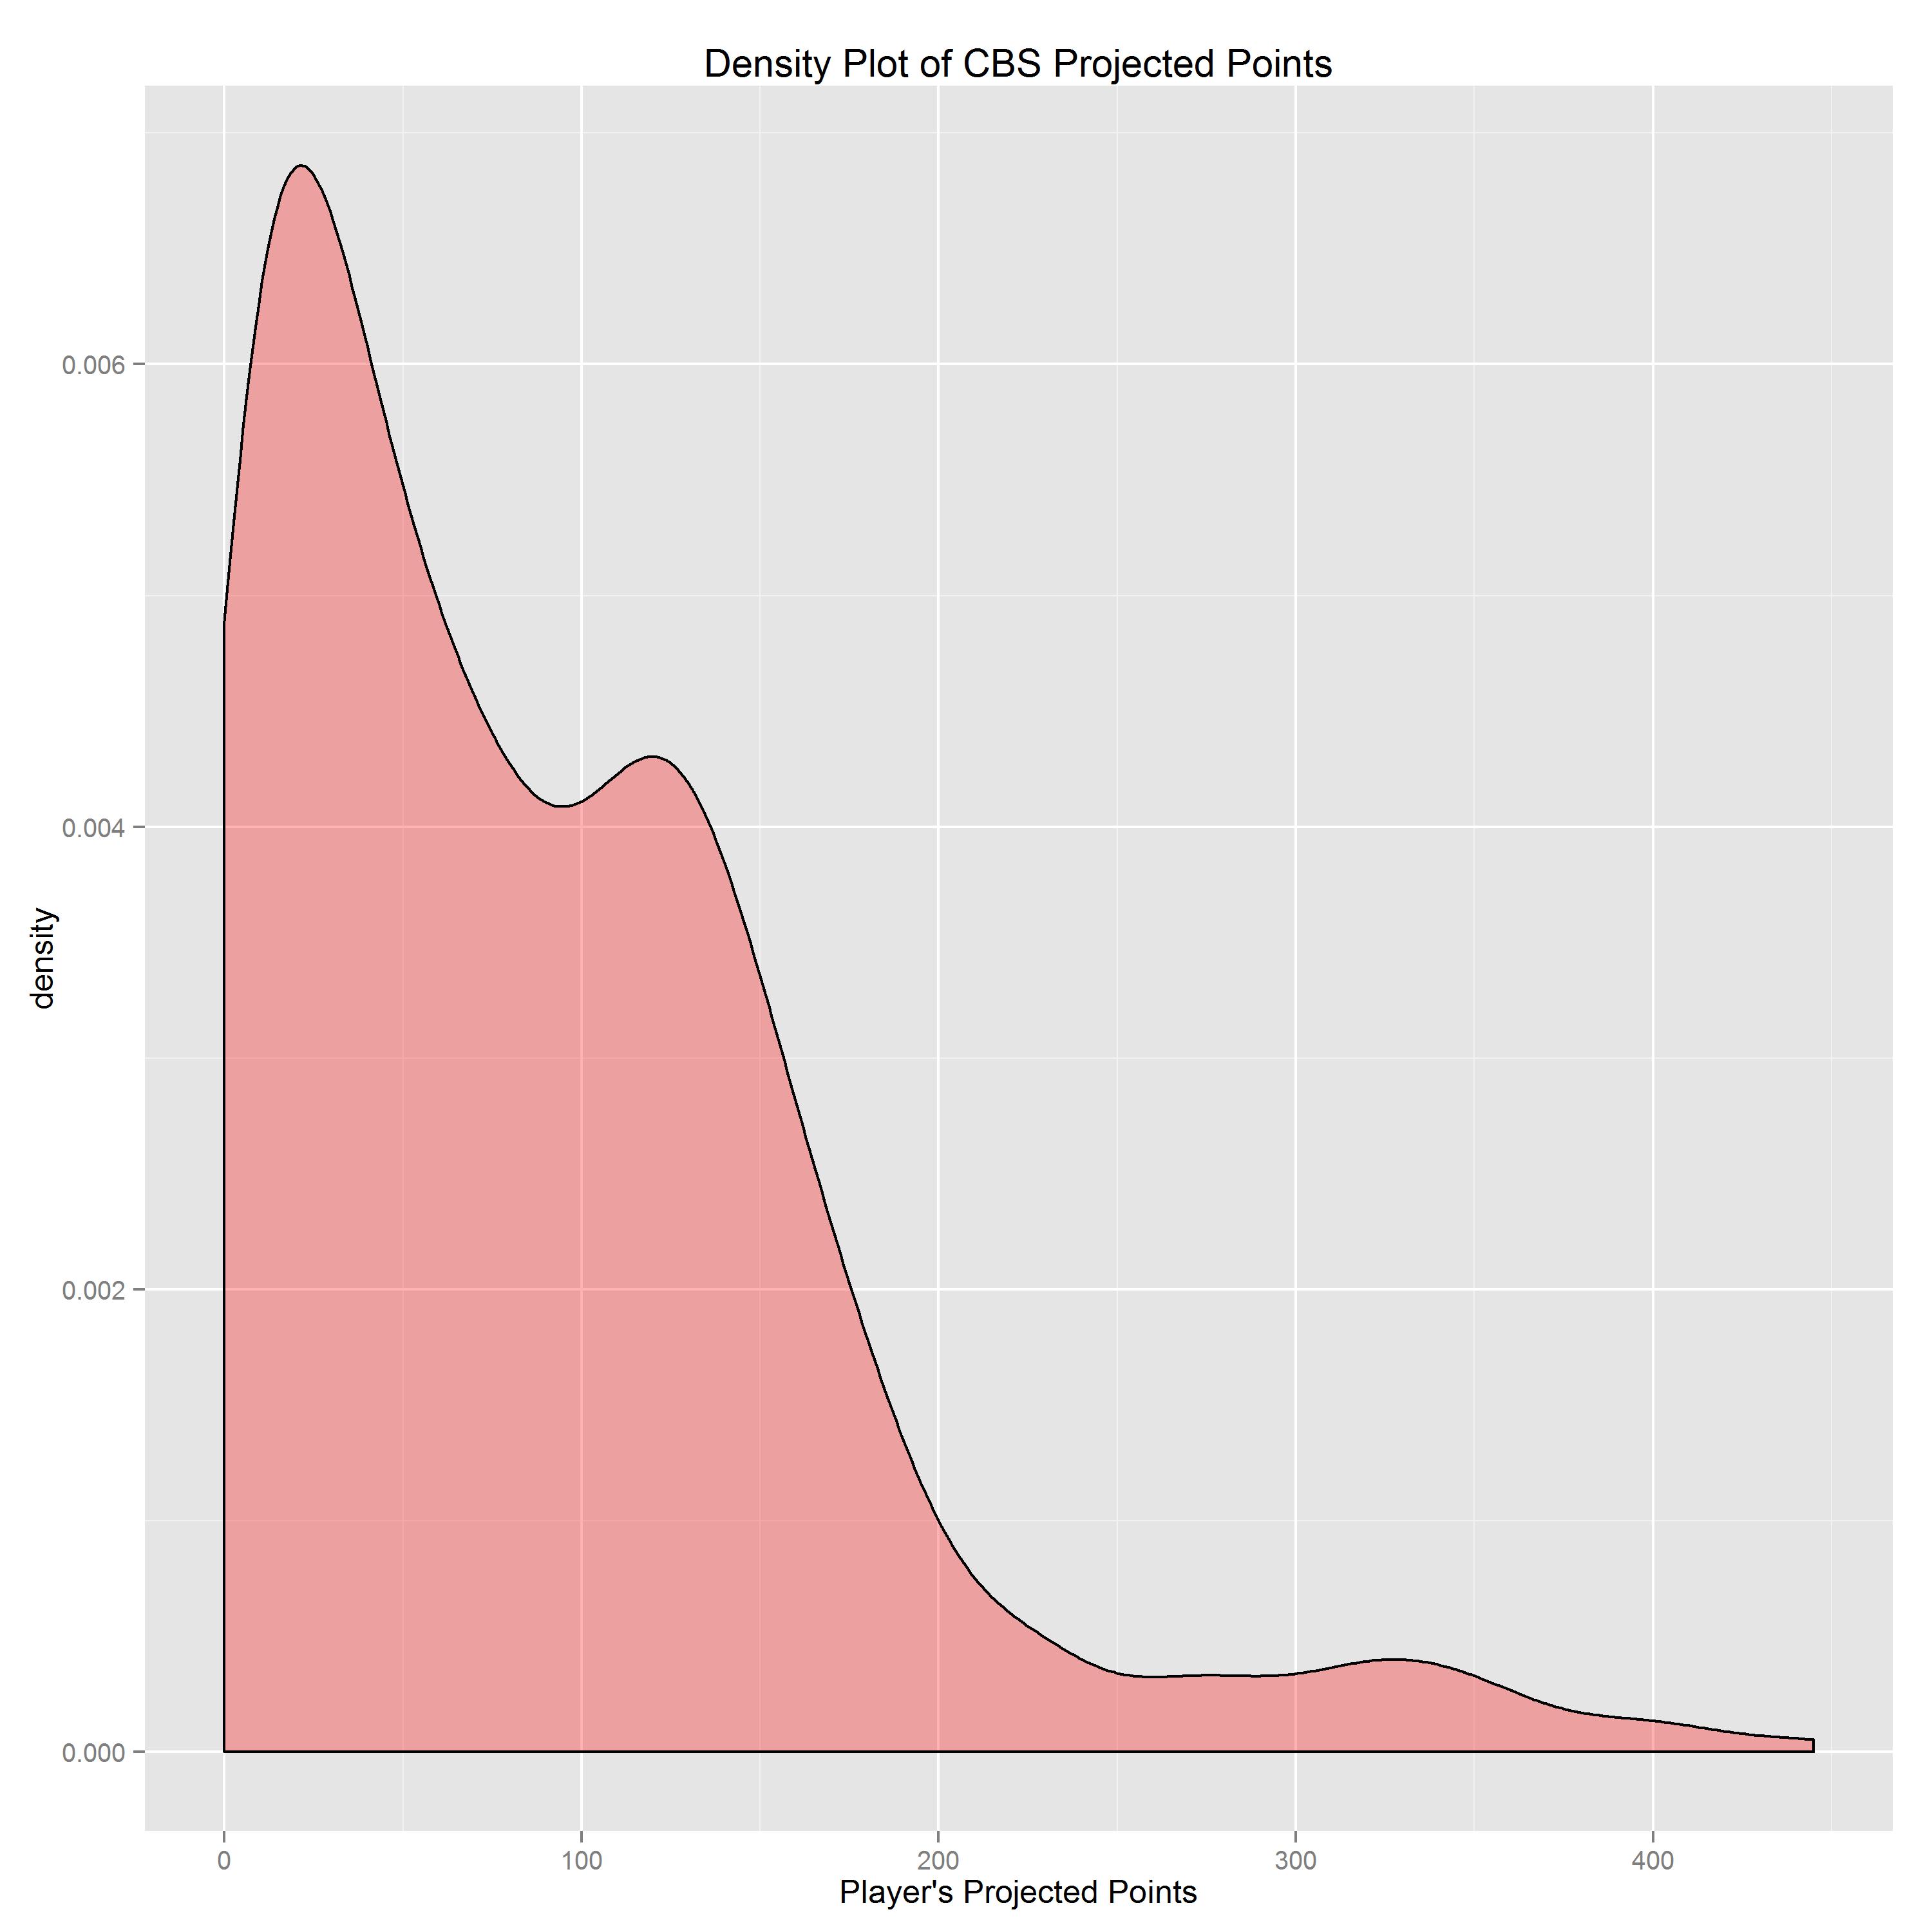 Density Plot of CBS Projected Points
density
0.006
0.004
0.002
0.000
0 100 200 300 400
Player's Projected Points